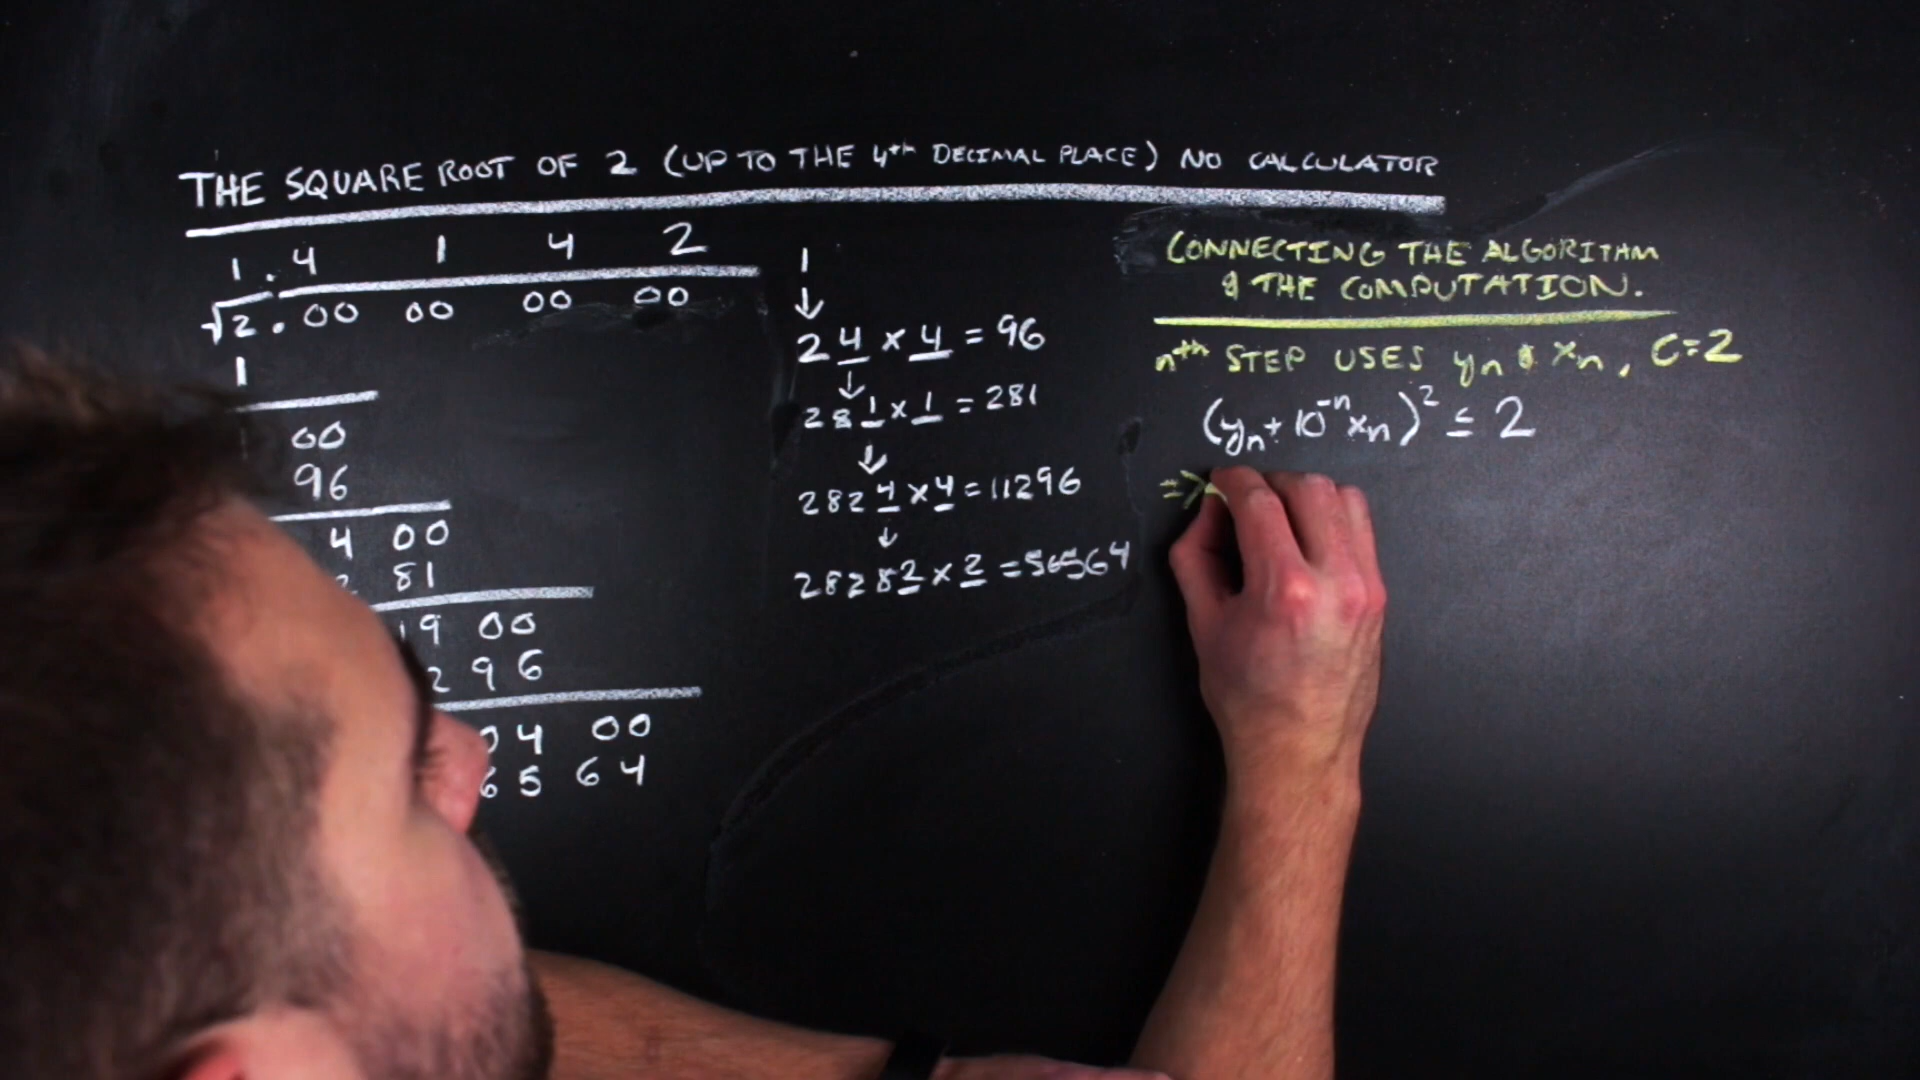 THE SQUARE ROOT OF 2 (UP TO THE 4th DECIMAL PLACE) NO CALCULATOR
1.4 1 4 2
√2.00 00 00 00
1
00
96
4 00
81
19 00
2 9 6
4 00
6 5 6 4
1
↓
24 × 4 = 96
↓
281 × 1 = 281
↓
2824 × 4 = 11296
↓
28282 × 2 = 56564
CONNECTING THE ALGORITHM
& THE COMPUTATION.
nth STEP USES yn & xn, C=2
(yn + 10^-n xn)^2 ≤ 2
=>